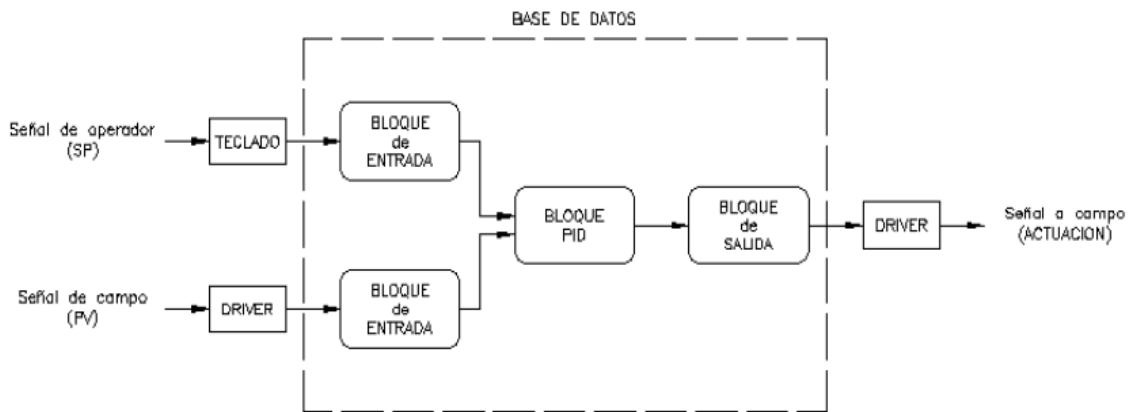 BASE DE DATOS
Señal de operador
(SP)
TECLADO
BLOQUE
de
ENTRADA
BLOQUE
PID
BLOQUE
de
SALIDA
DRIVER
Señal a campo
(ACTUACION)
Señal de campo
(PV)
DRIVER
BLOQUE
de
ENTRADA